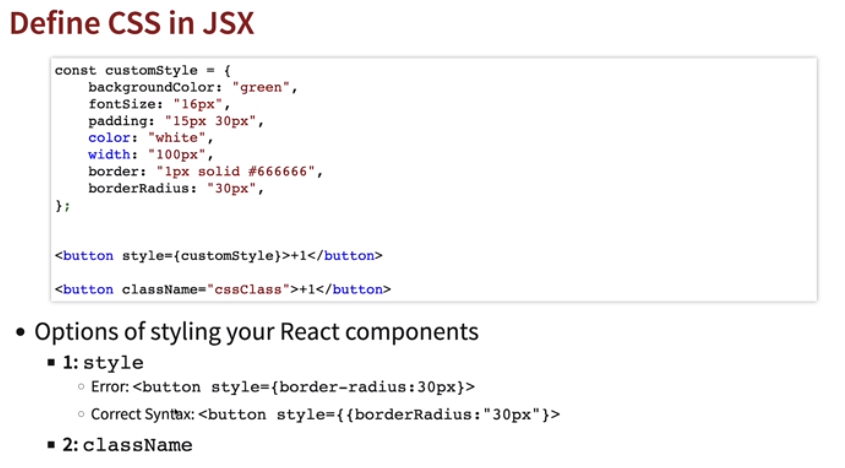 Define CSS in JSX
const customStyle = {
    backgroundColor: "green",
    fontSize: "16px",
    padding: "15px 30px",
    color: "white",
    width: "100px",
    border: "1px solid #666666",
    borderRadius: "30px",
};
<button style={customStyle}>+1</button>
<button className="cssClass">+1</button>
• Options of styling your React components
▪ 1: style
○ Error: <button style={border-radius:30px}>
○ Correct Syntax: <button style={{borderRadius:"30px"}>
▪ 2: className